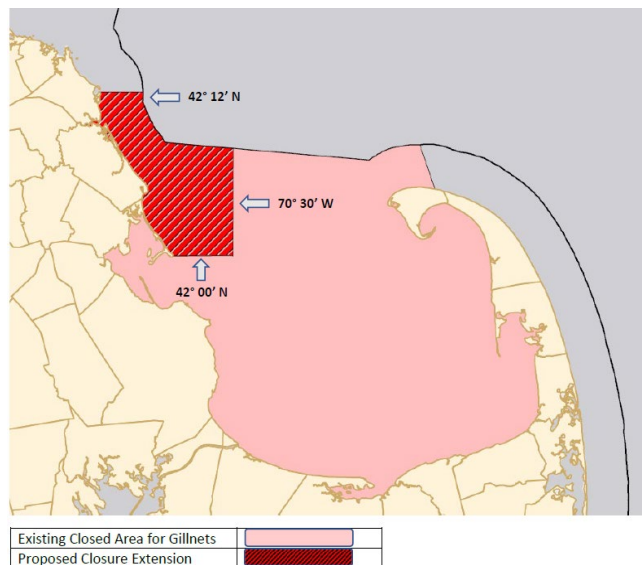 42° 12’ N
70° 30’ W
42° 00’ N
Existing Closed Area for Gillnets
Proposed Closure Extension